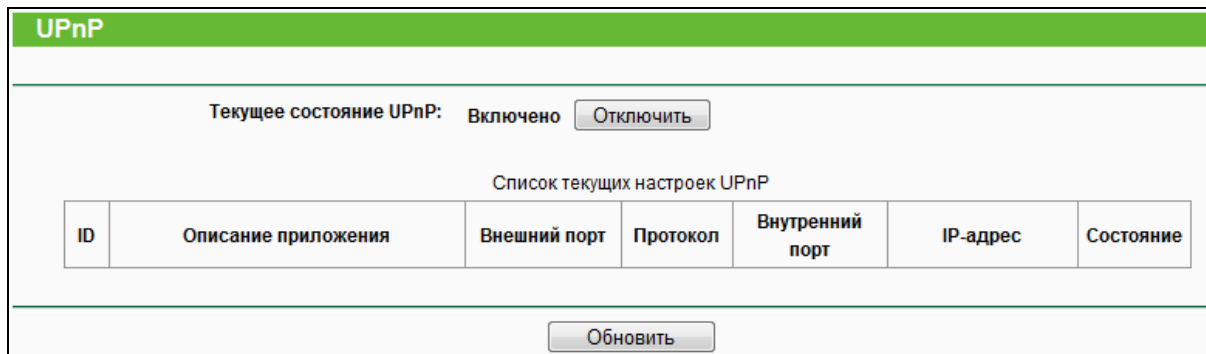 UPnP
Текущее состояние UPnP: Включено Отключить
Список текущих настроек UPnP
ID Описание приложения Внешний порт Протокол Внутренний порт IP-адрес Состояние
Обновить